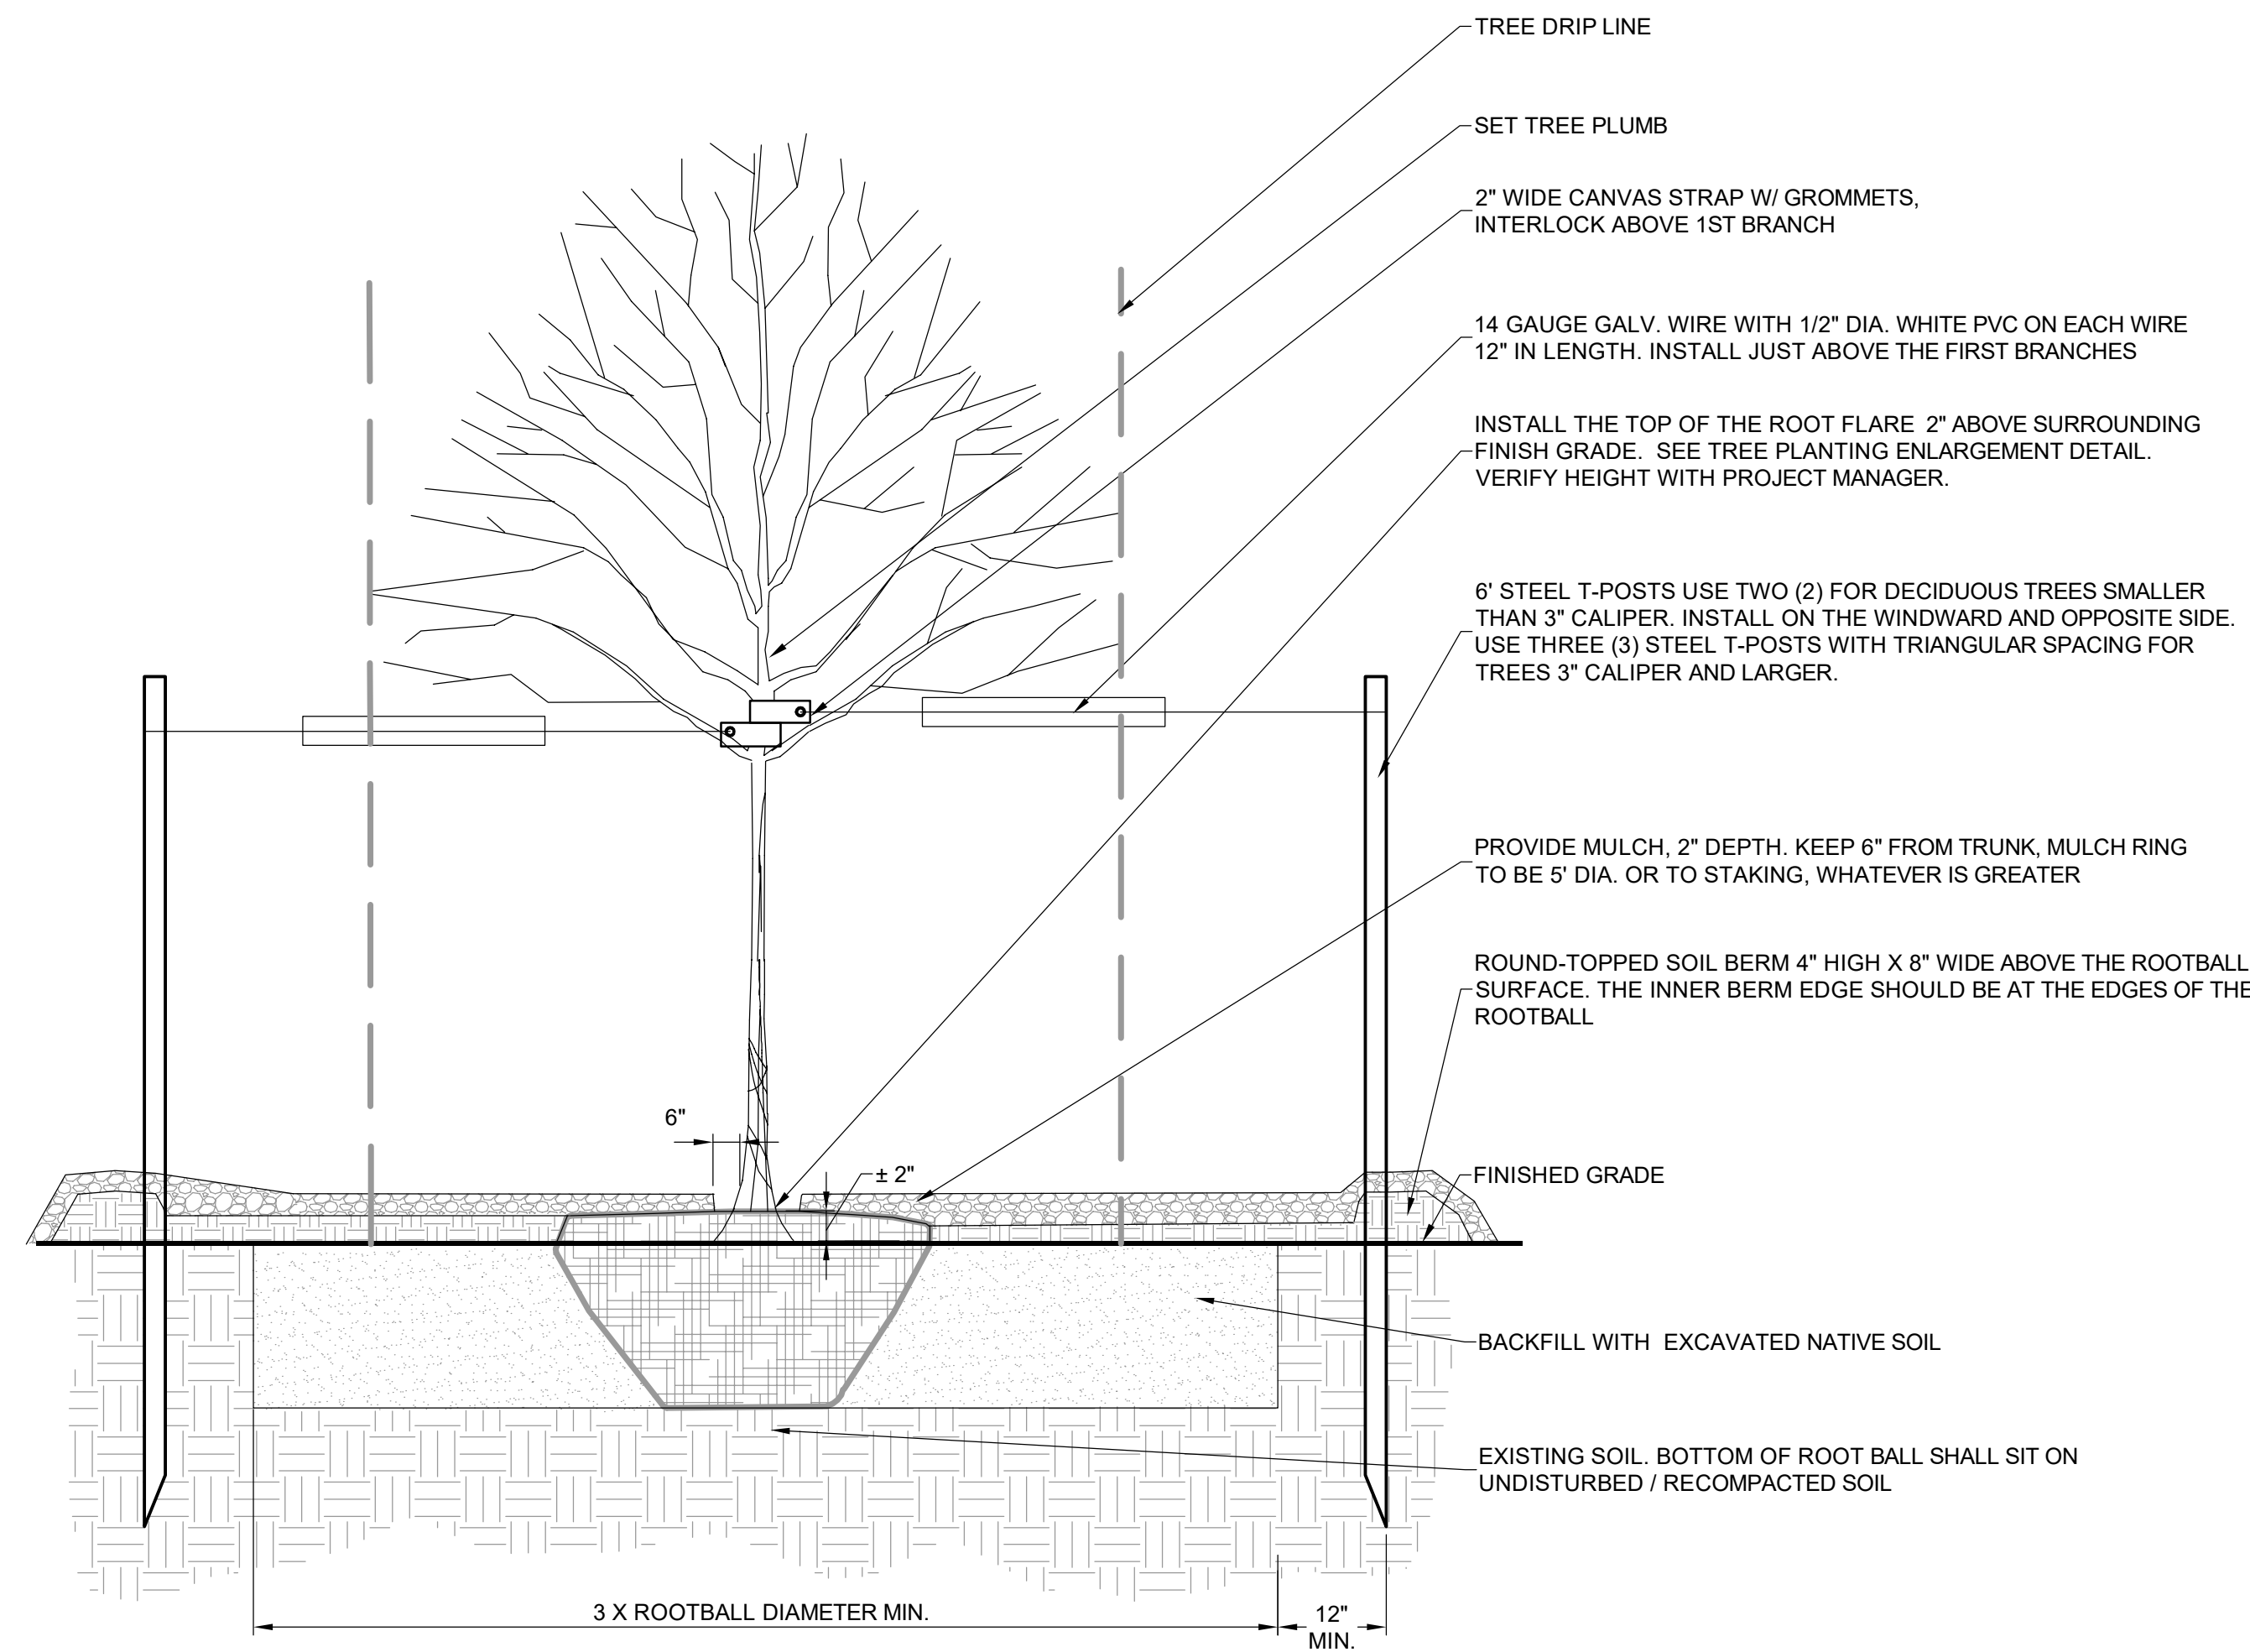 TREE DRIP LINE
SET TREE PLUMB
2" WIDE CANVAS STRAP W/ GROMMETS,
INTERLOCK ABOVE 1ST BRANCH
14 GAUGE GALV. WIRE WITH 1/2" DIA. WHITE PVC ON EACH WIRE
12" IN LENGTH. INSTALL JUST ABOVE THE FIRST BRANCHES
INSTALL THE TOP OF THE ROOT FLARE 2" ABOVE SURROUNDING
FINISH GRADE. SEE TREE PLANTING ENLARGEMENT DETAIL.
VERIFY HEIGHT WITH PROJECT MANAGER.
6' STEEL T-POSTS USE TWO (2) FOR DECIDUOUS TREES SMALLER
THAN 3" CALIPER. INSTALL ON THE WINDWARD AND OPPOSITE SIDE.
USE THREE (3) STEEL T-POSTS WITH TRIANGULAR SPACING FOR
TREES 3" CALIPER AND LARGER.
PROVIDE MULCH, 2" DEPTH. KEEP 6" FROM TRUNK, MULCH RING
TO BE 5' DIA. OR TO STAKING, WHATEVER IS GREATER
ROUND-TOPPED SOIL BERM 4" HIGH X 8" WIDE ABOVE THE ROOTBALL
SURFACE. THE INNER BERM EDGE SHOULD BE AT THE EDGES OF THE
ROOTBALL
6"
± 2"
FINISHED GRADE
BACKFILL WITH EXCAVATED NATIVE SOIL
EXISTING SOIL. BOTTOM OF ROOT BALL SHALL SIT ON
UNDISTURBED / RECOMPACTED SOIL
3 X ROOTBALL DIAMETER MIN.
12"
MIN.